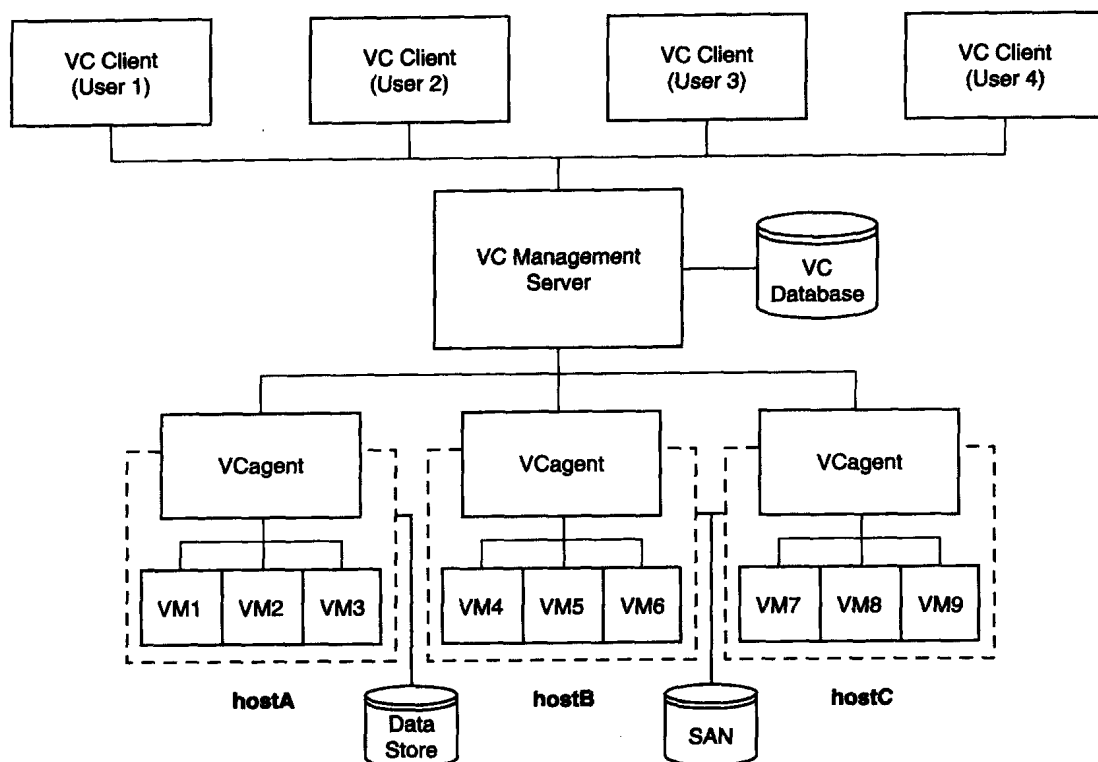 VC Client
(User 1)
VC Client
(User 2)
VC Client
(User 3)
VC Client
(User 4)
VC Management
Server
VC
Database
VCagent
VCagent
VCagent
VM1
VM2
VM3
VM4
VM5
VM6
VM7
VM8
VM9
hostA
hostB
hostC
Data
Store
SAN